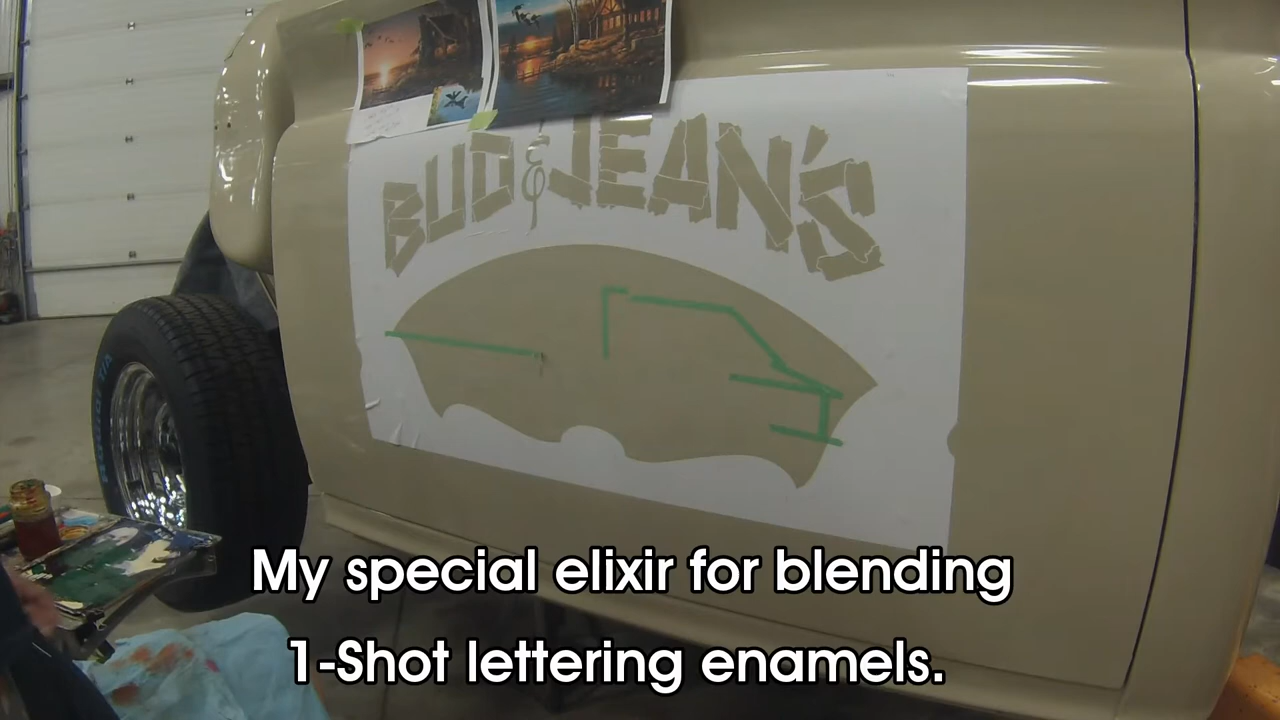 BUD & JEAN'S
My special elixir for blending
1-Shot lettering enamels.